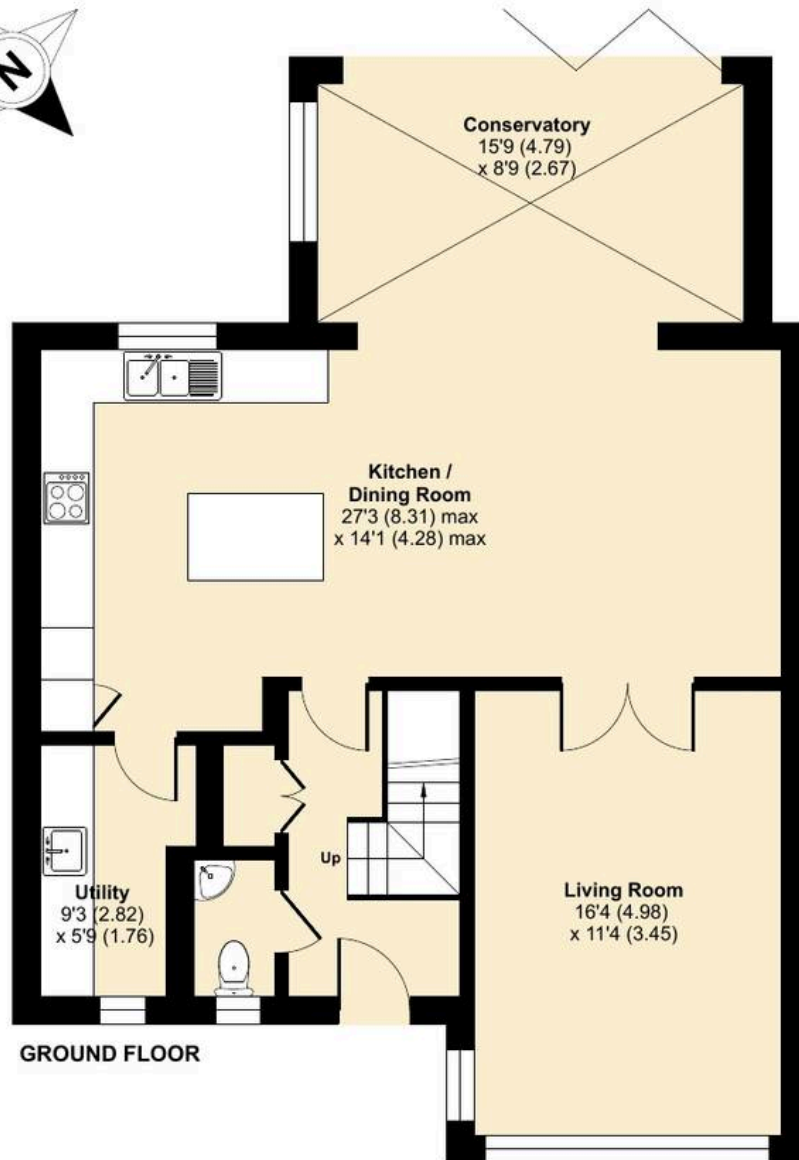 N
Conservatory
15'9 (4.79)
x 8'9 (2.67)
Kitchen /
Dining Room
27'3 (8.31) max
x 14'1 (4.28) max
Up
Utility
9'3 (2.82)
x 5'9 (1.76)
Living Room
16'4 (4.98)
x 11'4 (3.45)
GROUND FLOOR